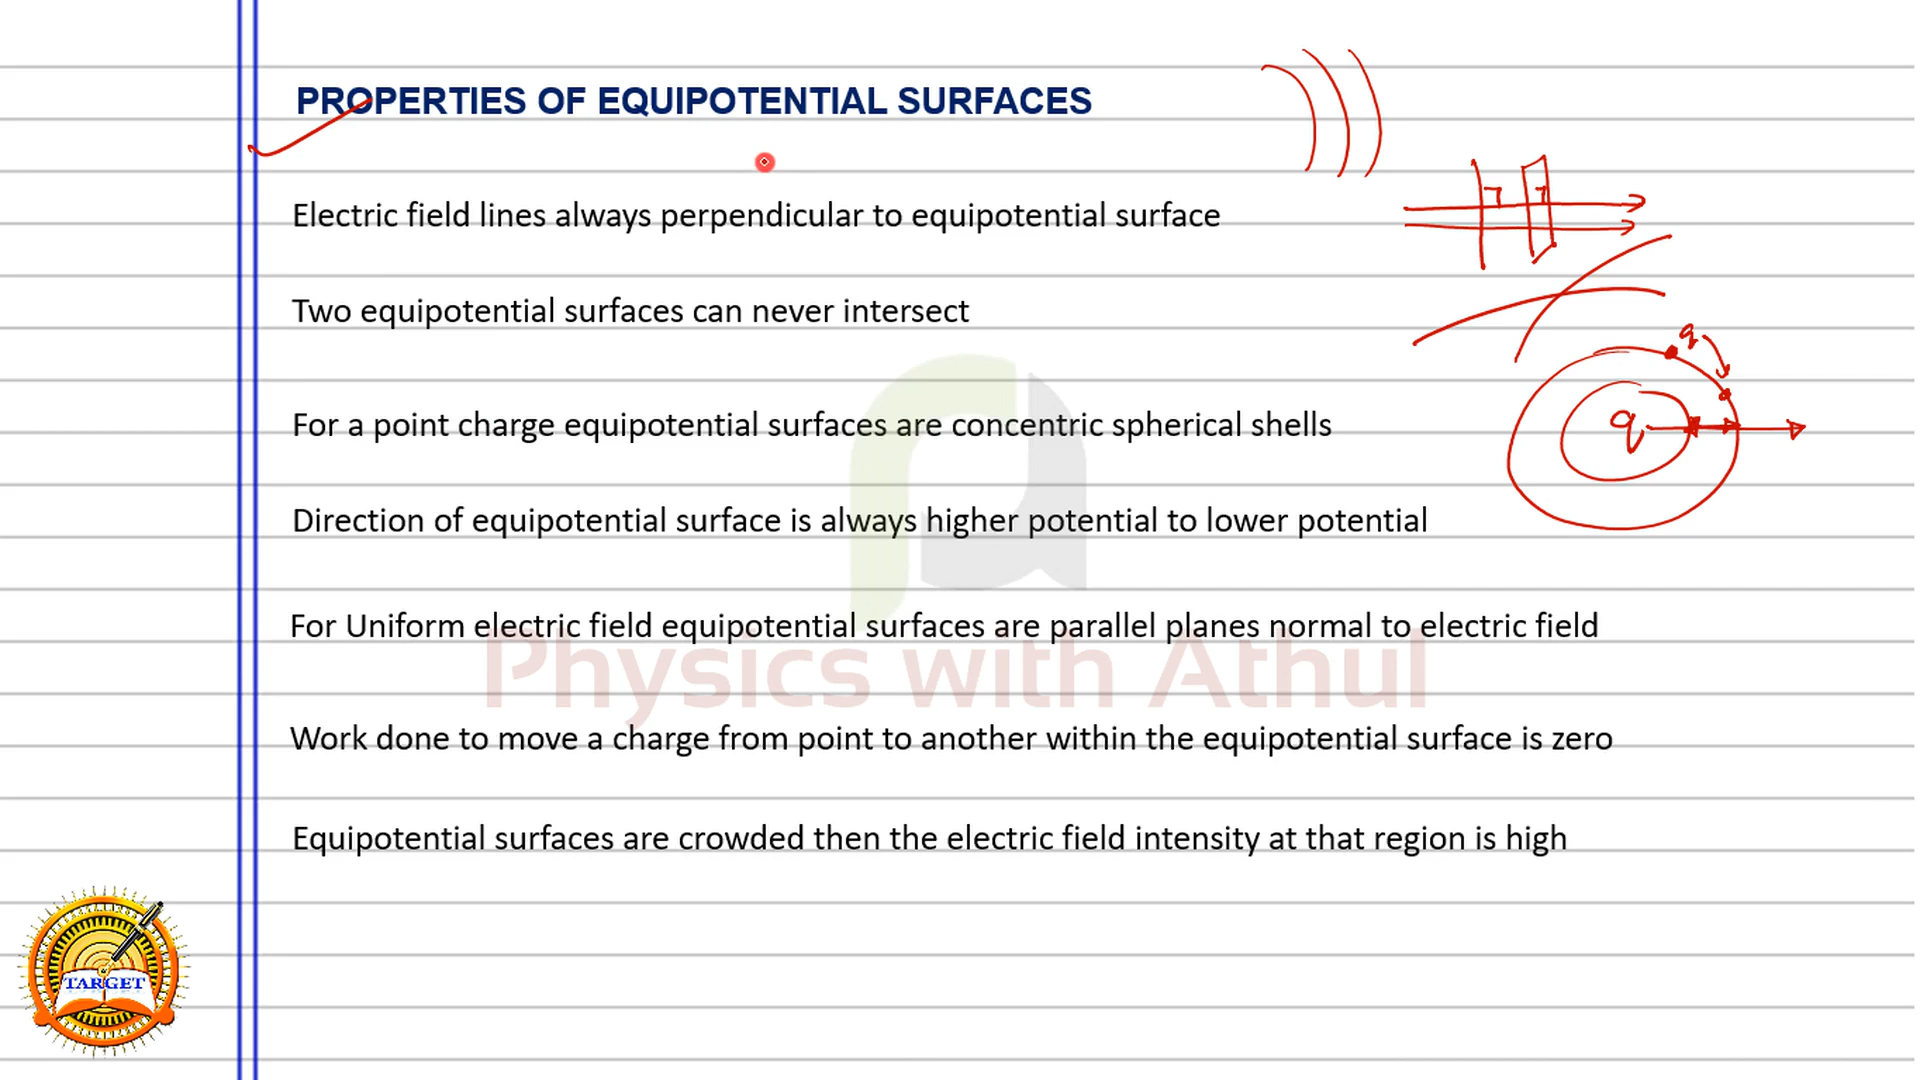 PROPERTIES OF EQUIPOTENTIAL SURFACES
Electric field lines always perpendicular to equipotential surface
Two equipotential surfaces can never intersect
q
For a point charge equipotential surfaces are concentric spherical shells
q
Direction of equipotential surface is always higher potential to lower potential
For Uniform electric field equipotential surfaces are parallel planes normal to electric field
Physics with Athul
Work done to move a charge from point to another within the equipotential surface is zero
Equipotential surfaces are crowded then the electric field intensity at that region is high
TARGET